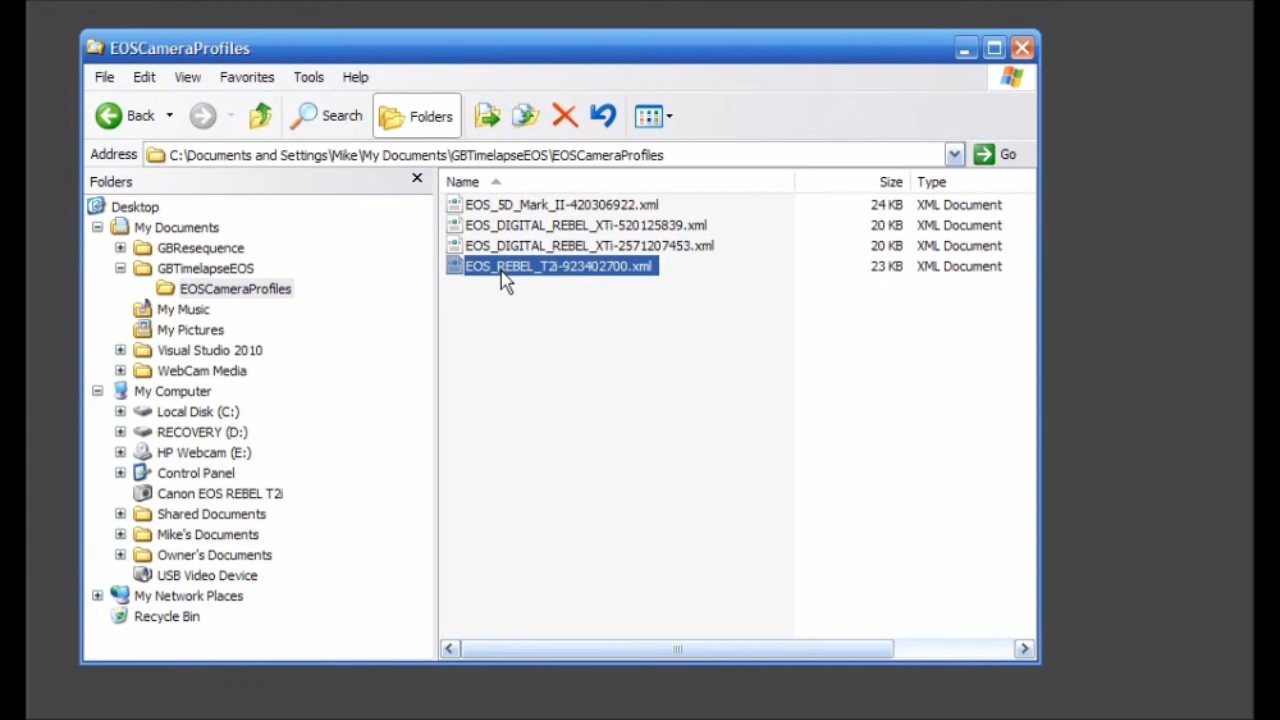 EOSCameraProfiles
File Edit View Favorites Tools Help
Back Search Folders
Address C:\Documents and Settings\Mike\My Documents\GBTimelapseEOS\EOSCameraProfiles Go
Folders
Name Size Type
Desktop
My Documents
GBResequence
GBTimelapseEOS
EOSCameraProfiles
My Music
My Pictures
Visual Studio 2010
WebCam Media
My Computer
Local Disk (C:)
RECOVERY (D:)
HP Webcam (E:)
Control Panel
Canon EOS REBEL T2i
Shared Documents
Mike's Documents
Owner's Documents
USB Video Device
My Network Places
Recycle Bin
EOS_5D_Mark_II-420306922.xml 24 KB XML Document
EOS_DIGITAL_REBEL_XTi-520125839.xml 20 KB XML Document
EOS_DIGITAL_REBEL_XTi-2571207453.xml 20 KB XML Document
EOS_REBEL_T2i-923402700.xml 23 KB XML Document